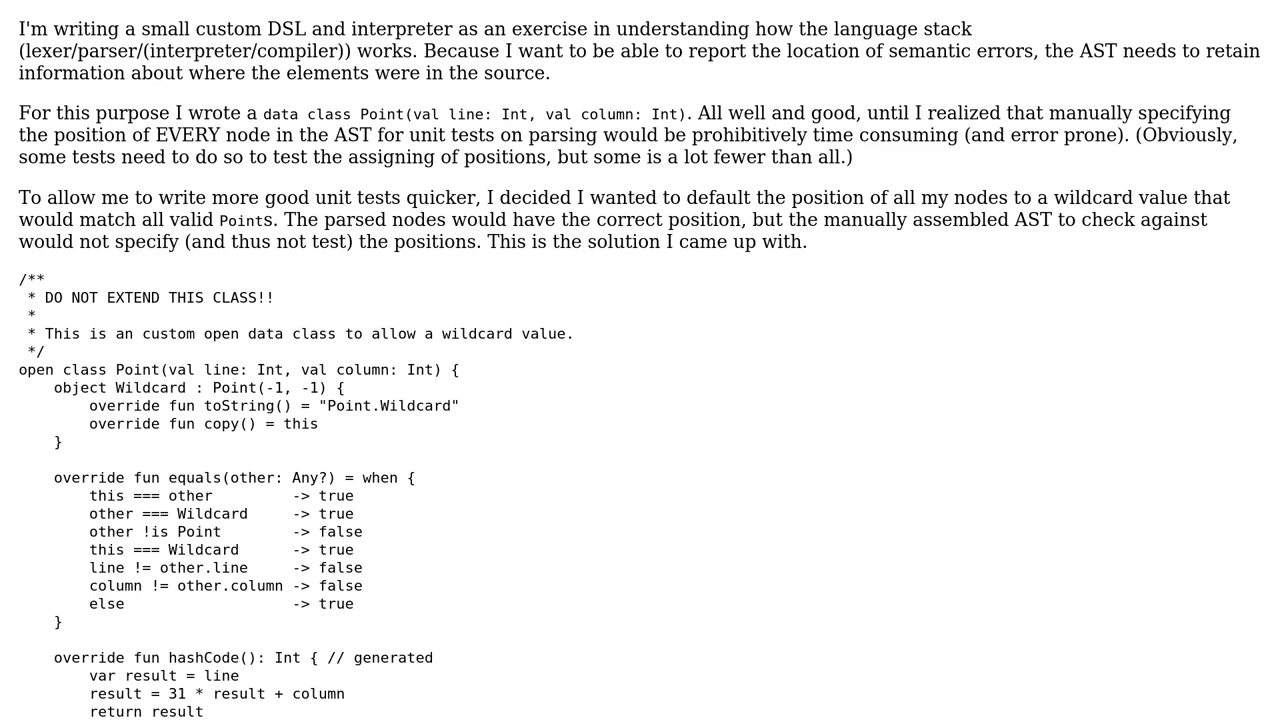 I'm writing a small custom DSL and interpreter as an exercise in understanding how the language stack
(lexer/parser/(interpreter/compiler)) works. Because I want to be able to report the location of semantic errors, the AST needs to retain
information about where the elements were in the source.
For this purpose I wrote a data class Point(val line: Int, val column: Int). All well and good, until I realized that manually specifying
the position of EVERY node in the AST for unit tests on parsing would be prohibitively time consuming (and error prone). (Obviously,
some tests need to do so to test the assigning of positions, but some is a lot fewer than all.)
To allow me to write more good unit tests quicker, I decided I wanted to default the position of all my nodes to a wildcard value that
would match all valid Points. The parsed nodes would have the correct position, but the manually assembled AST to check against
would not specify (and thus not test) the positions. This is the solution I came up with.
/**
 * DO NOT EXTEND THIS CLASS!!
 *
 * This is an custom open data class to allow a wildcard value.
 */
open class Point(val line: Int, val column: Int) {
    object Wildcard : Point(-1, -1) {
        override fun toString() = "Point.Wildcard"
        override fun copy() = this
    }
    override fun equals(other: Any?) = when {
        this === other         -> true
        other === Wildcard     -> true
        other !is Point        -> false
        this === Wildcard      -> true
        line != other.line     -> false
        column != other.column -> false
        else                   -> true
    }
    override fun hashCode(): Int { // generated
        var result = line
        result = 31 * result + column
        return result